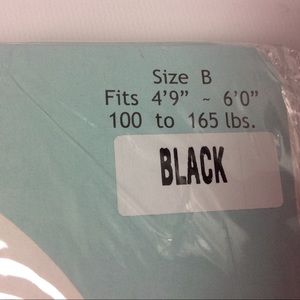 Size B
Fits 4'9" ~ 6'0"
100 to 165 lbs.
BLACK